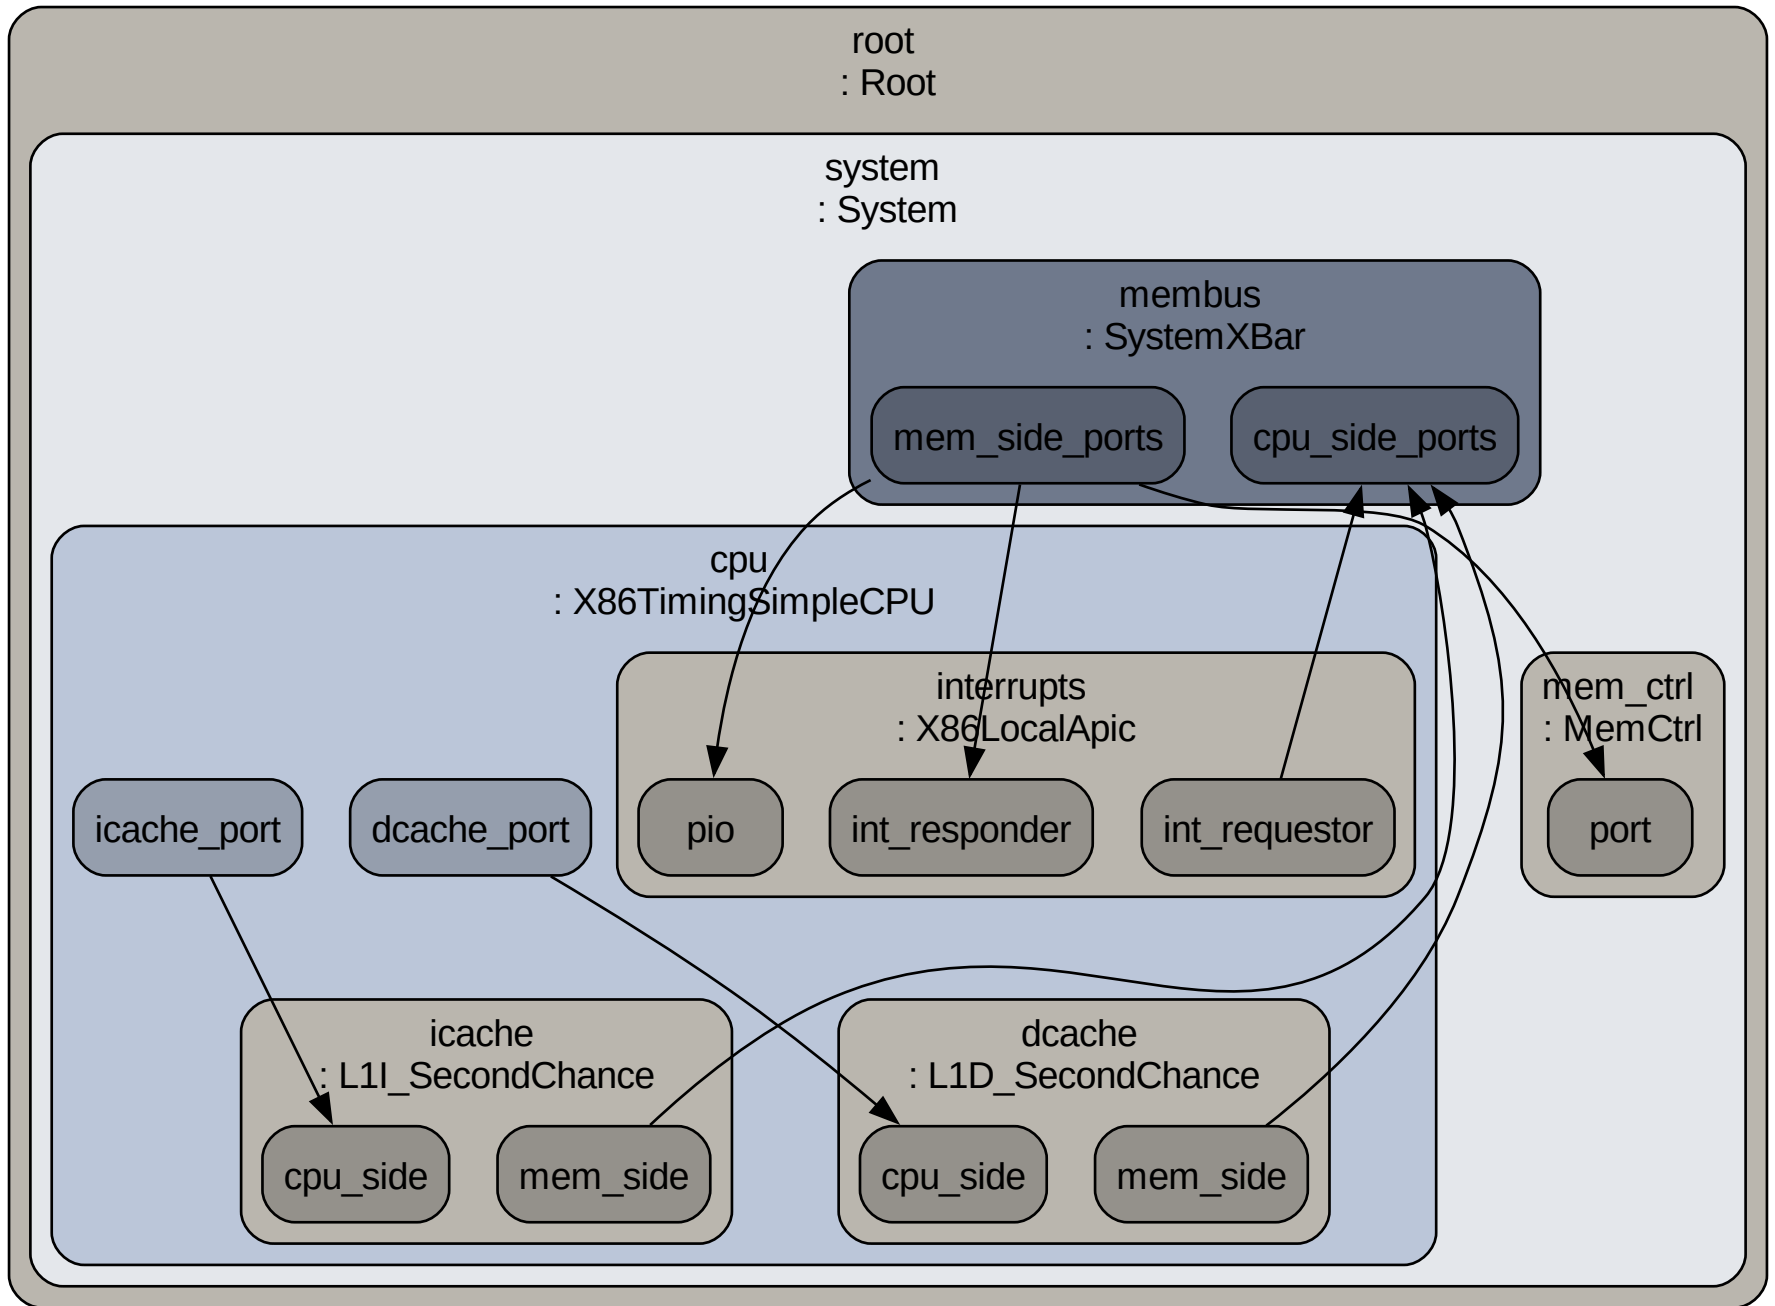 root
: Root
system
: System
membus
: SystemXBar
mem_side_ports
cpu_side_ports
cpu
: X86TimingSimpleCPU
interrupts
: X86LocalApic
mem_ctrl
: MemCtrl
icache_port
dcache_port
pio
int_responder
int_requestor
port
icache
: L1I_SecondChance
dcache
: L1D_SecondChance
cpu_side
mem_side
cpu_side
mem_side